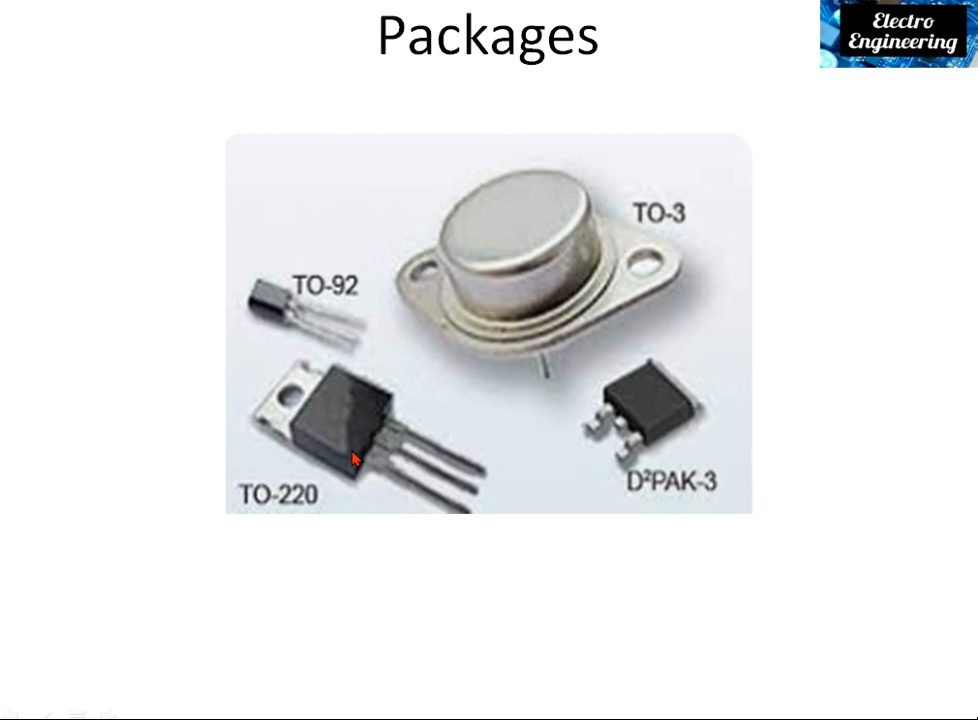 Packages
Electro
Engineering
TO-3
TO-92
TO-220
D²PAK-3